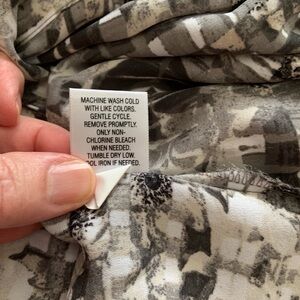 MACHINE WASH COLD
WITH LIKE COLORS.
GENTLE CYCLE.
REMOVE PROMPTLY.
ONLY NON-
CHLORINE BLEACH
WHEN NEEDED.
TUMBLE DRY LOW.
OOL IRON IF NEEDED.